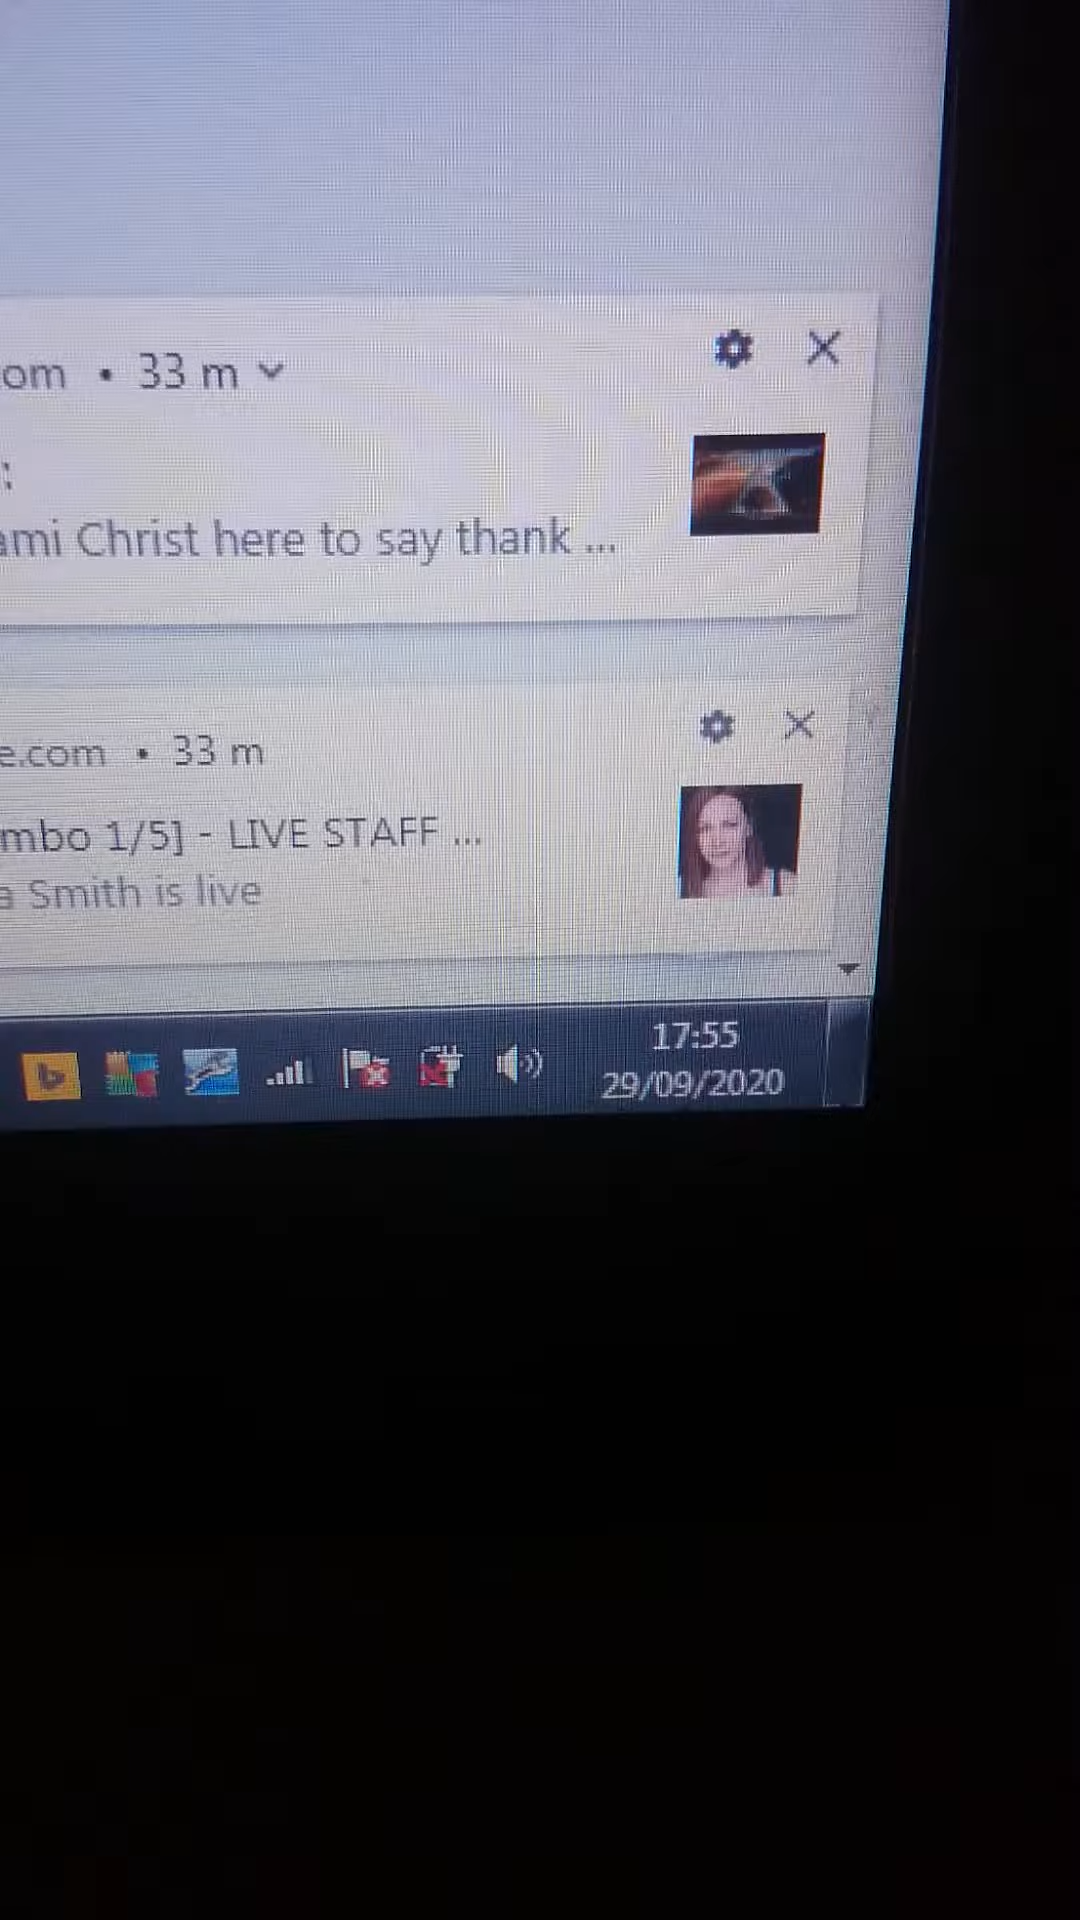 om • 33 m
:
ami Christ here to say thank ...
e.com • 33 m
mbo 1/5] - LIVE STAFF ...
a Smith is live
17:55
29/09/2020